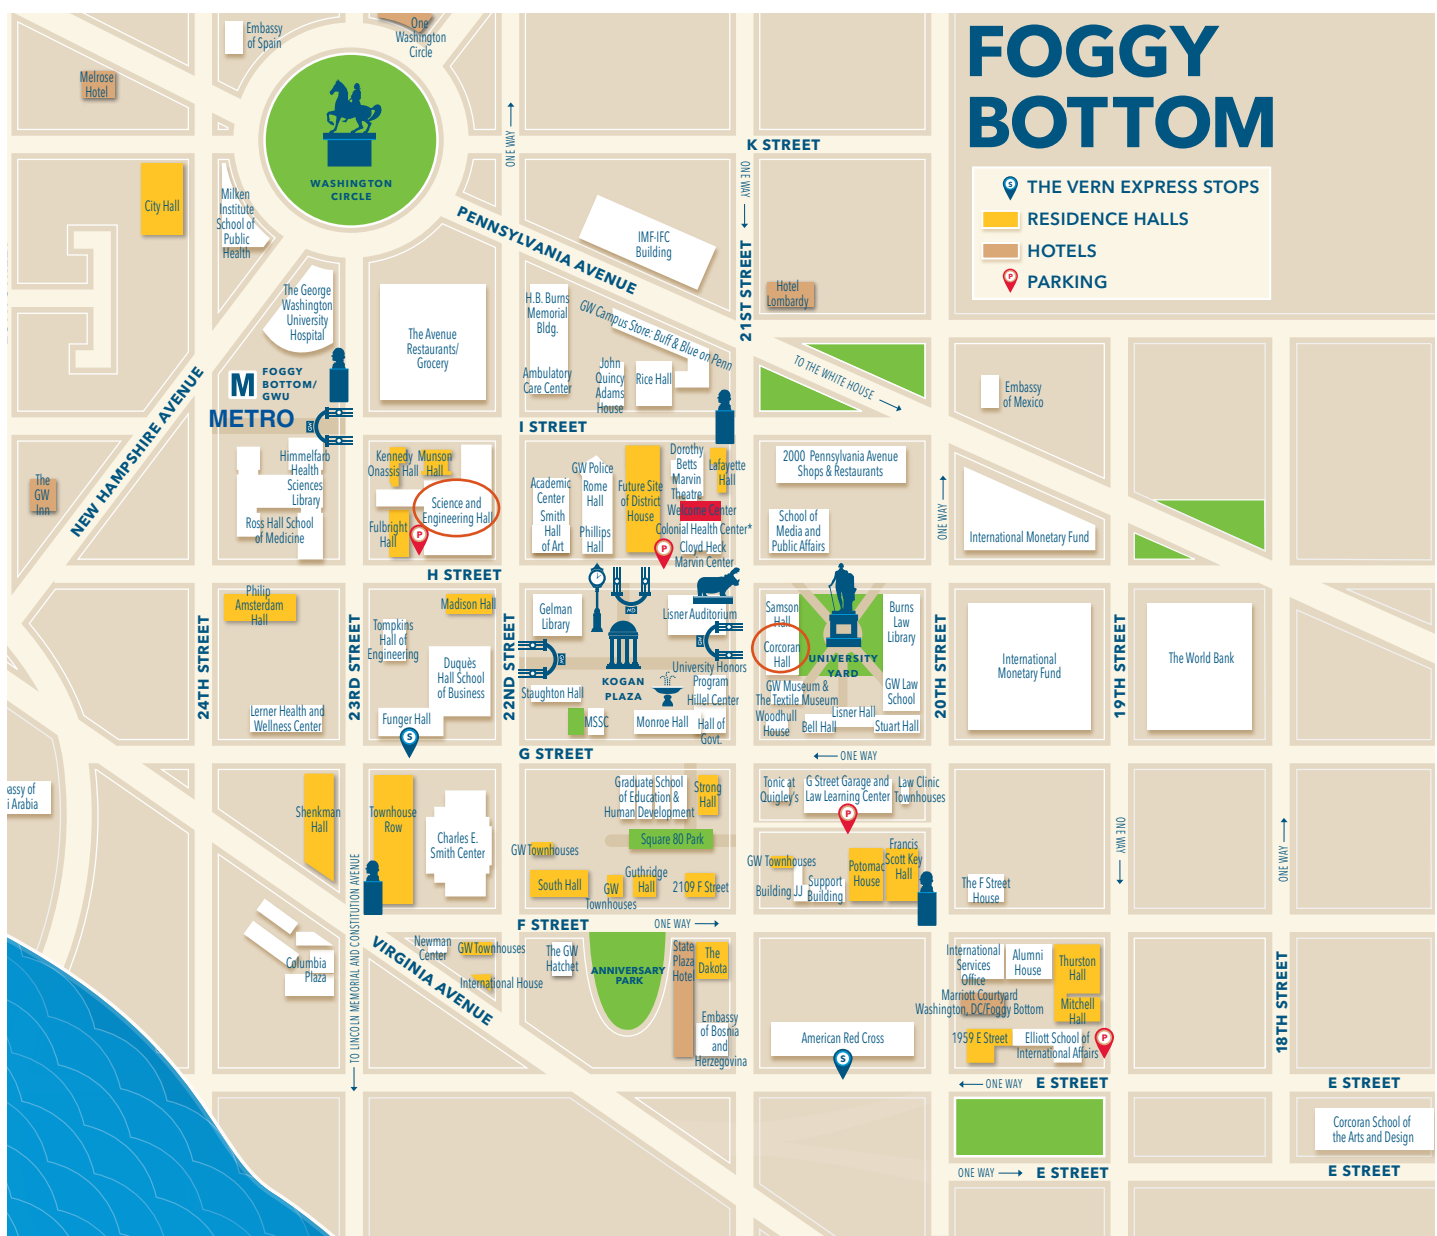 FOGGY
BOTTOM
THE VERN EXPRESS STOPS
RESIDENCE HALLS
HOTELS
PARKING
Embassy
of Spain
One
Washington
Circle
Melrose
Hotel
WASHINGTON
CIRCLE
ONE WAY
K STREET
ONE WAY
City Hall
Milken
Institute
School of
Public
Health
PENNSYLVANIA AVENUE
IMF-IFC
Building
21ST STREET
Hotel
Lombardy
The George
Washington
University
Hospital
The Avenue
Restaurants/
Grocery
H.B. Burns
Memorial
Bldg.
Ambulatory
Care Center
GW Campus Store: Buff & Blue on Penn
John
Quincy
Adams
House
Rice Hall
TO THE WHITE HOUSE
Embassy
of Mexico
M
FOGGY
BOTTOM/
GWU
METRO
NEW HAMPSHIRE AVENUE
I STREET
The
GW
Inn
Himmelfarb
Health
Sciences
Library
Ross Hall School
of Medicine
Kennedy
Onassis Hall
Munson
Hall
Science and
Engineering Hall
Fulbright
Hall
P
Academic
Center
Smith
Hall
of Art
GW Police
Rome
Hall
Phillips
Hall
Future Site
of District
House
P
Dorothy
Betts
Marvin
Theatre
Lafayette
Hall
Welcome Center
Colonial Health Center*
Cloyd Heck
Marvin Center
2000 Pennsylvania Avenue
Shops & Restaurants
School of
Media and
Public Affairs
ONE WAY
International Monetary Fund
H STREET
24TH STREET
Philip
Amsterdam
Hall
23RD STREET
Madison Hall
Tompkins
Hall of
Engineering
Duquès
Hall School
of Business
Lerner Health and
Wellness Center
Funger Hall
S
22ND STREET
Gelman
Library
Lisner Auditorium
KOGAN
PLAZA
University Honors
Program
Staughton Hall
Hillel Center
MSSC
Monroe Hall
Hall of
Govt.
Samson
Hall
Corcoran
Hall
UNIVERSITY
YARD
Burns
Law
Library
GW Museum &
The Textile Museum
GW Law
School
Woodhull
House
Bell Hall
Lisner Hall
Stuart Hall
20TH STREET
International
Monetary Fund
19TH STREET
The World Bank
G STREET
ONE WAY
assy of
i Arabia
Shenkman
Hall
Townhouse
Row
Charles E.
Smith Center
Graduate School
of Education &
Human Development
Strong
Hall
Square 80 Park
GW Townhouses
South Hall
GW
Townhouses
Guthridge
Hall
2109 F Street
Tonic at
Quigley's
G Street Garage and
Law Learning Center
Law Clinic
Townhouses
P
GW Townhouses
Building JJ
Support
Building
Potomac
House
Francis
Scott Key
Hall
The F Street
House
ONE WAY
ONE WAY
F STREET
ONE WAY
TO LINCOLN MEMORIAL AND CONSTITUTION AVENUE
VIRGINIA AVENUE
Columbia
Plaza
Newman
Center
GW Townhouses
International House
The GW
Hatchet
ANNIVERSARY
PARK
State
Plaza
Hotel
The
Dakota
Embassy
of Bosnia
and
Herzegovina
American Red Cross
S
International
Services
Office
Alumni
House
Thurston
Hall
Marriott Courtyard
Washington, DC/Foggy Bottom
Mitchell
Hall
1959 E Street
Elliott School of
International Affairs
P
18TH STREET
ONE WAY
E STREET
E STREET
Corcoran School of
the Arts and Design
ONE WAY
E STREET
E STREET